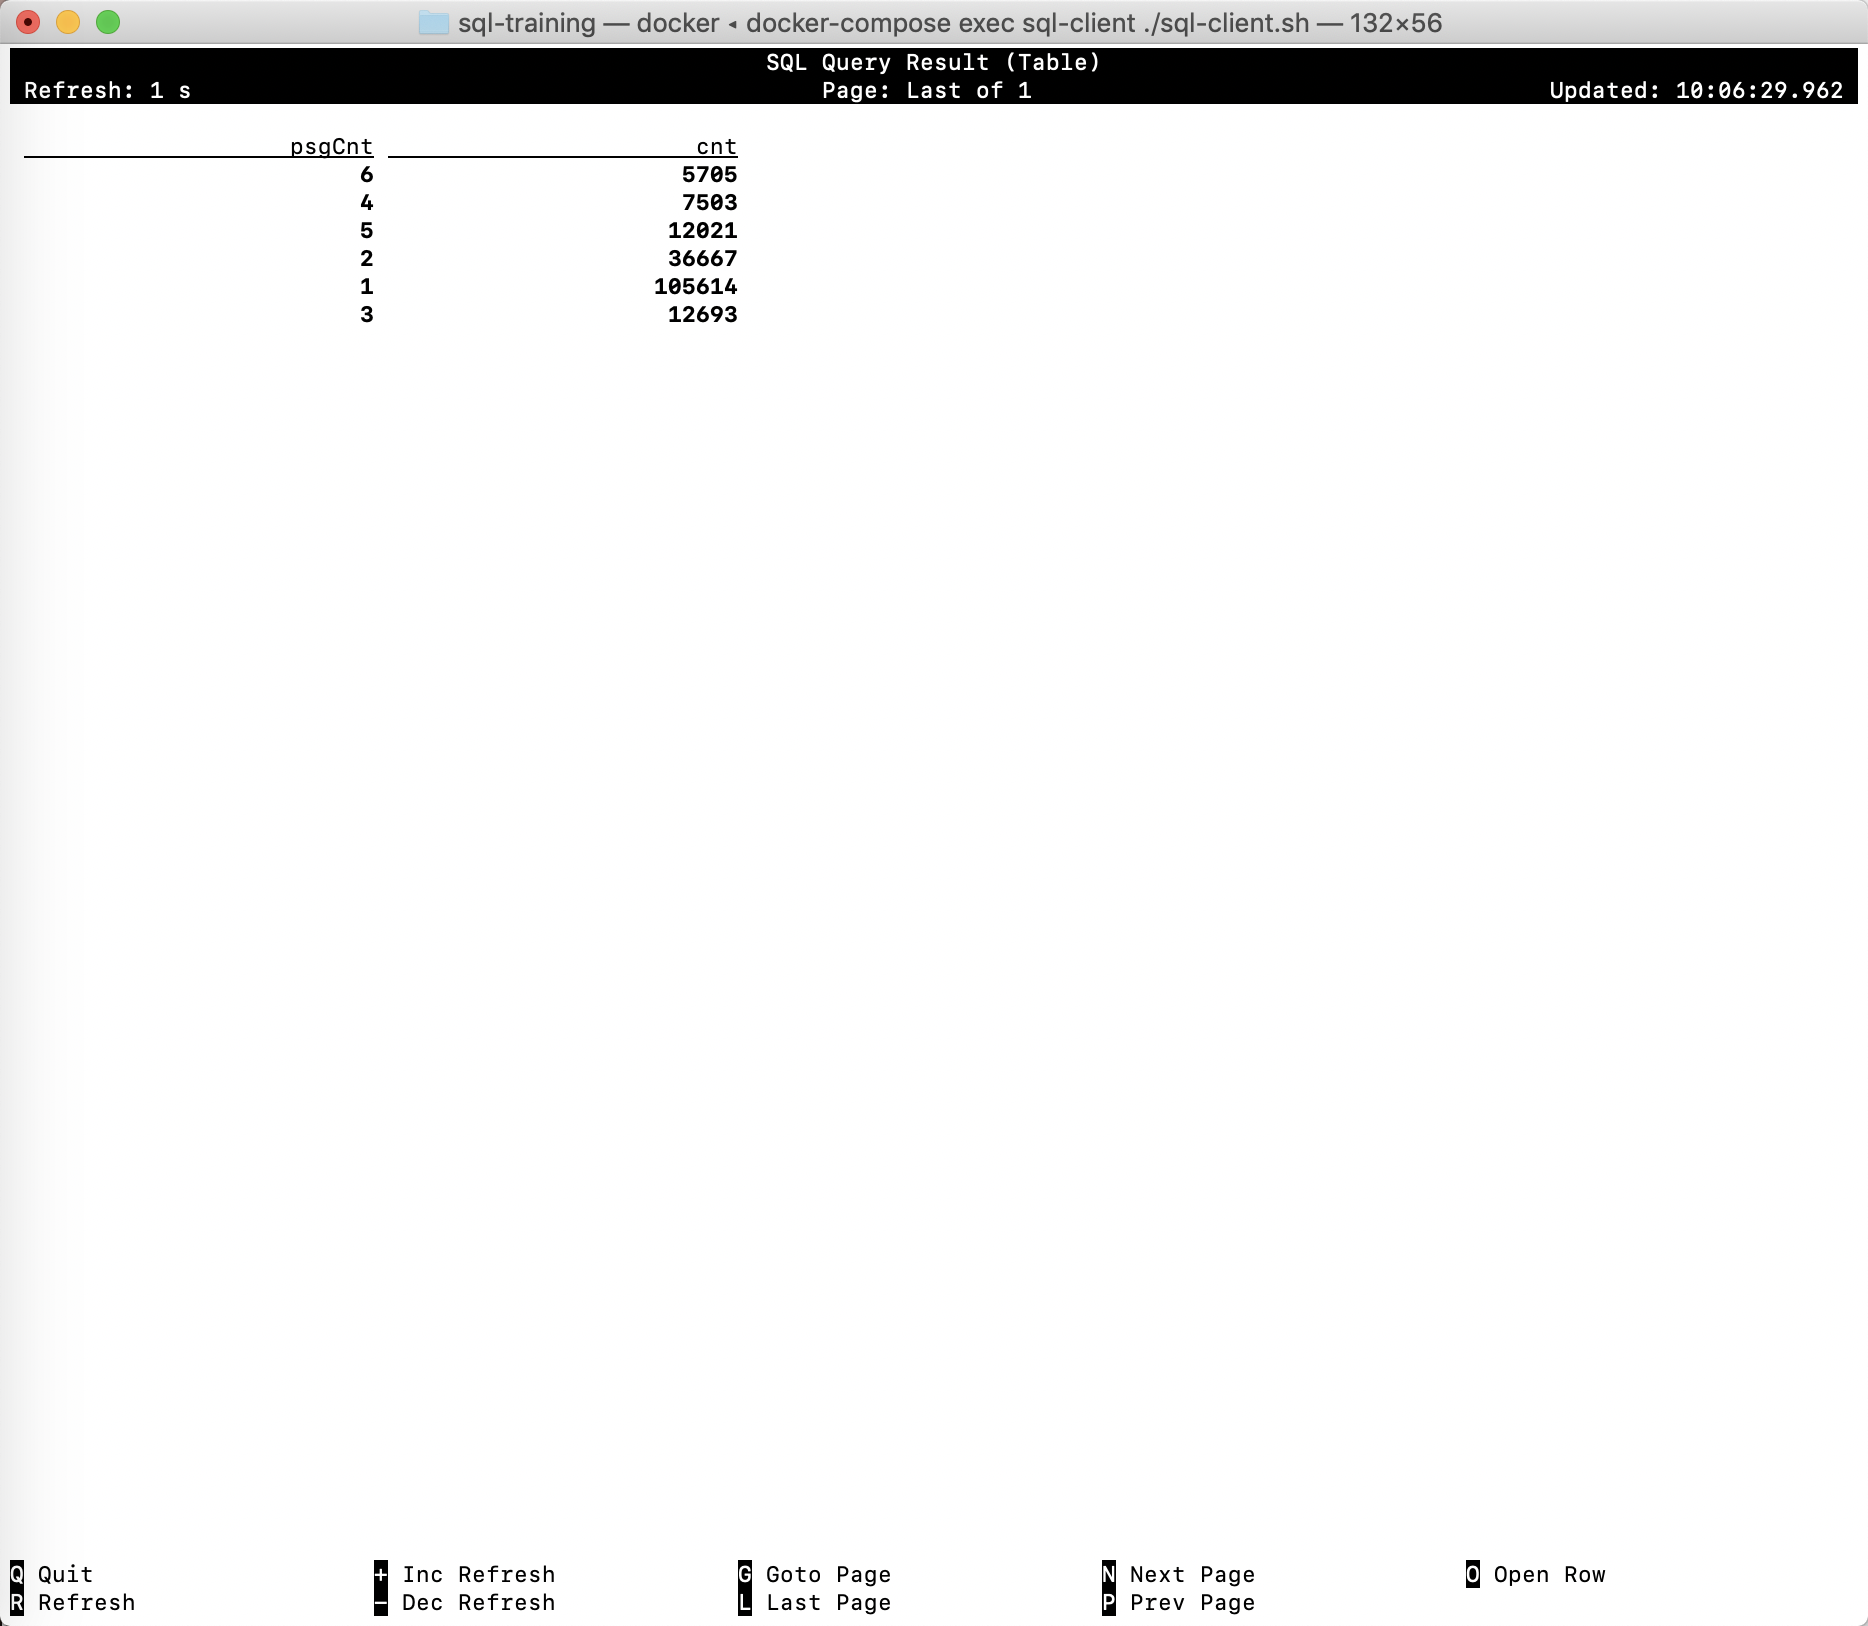 sql-training — docker ◂ docker-compose exec sql-client ./sql-client.sh — 132×56
SQL Query Result (Table)
Refresh: 1 s Page: Last of 1 Updated: 10:06:29.962
psgCnt cnt
6 5705
4 7503
5 12021
2 36667
1 105614
3 12693
Q Quit + Inc Refresh G Goto Page N Next Page O Open Row
R Refresh - Dec Refresh L Last Page P Prev Page